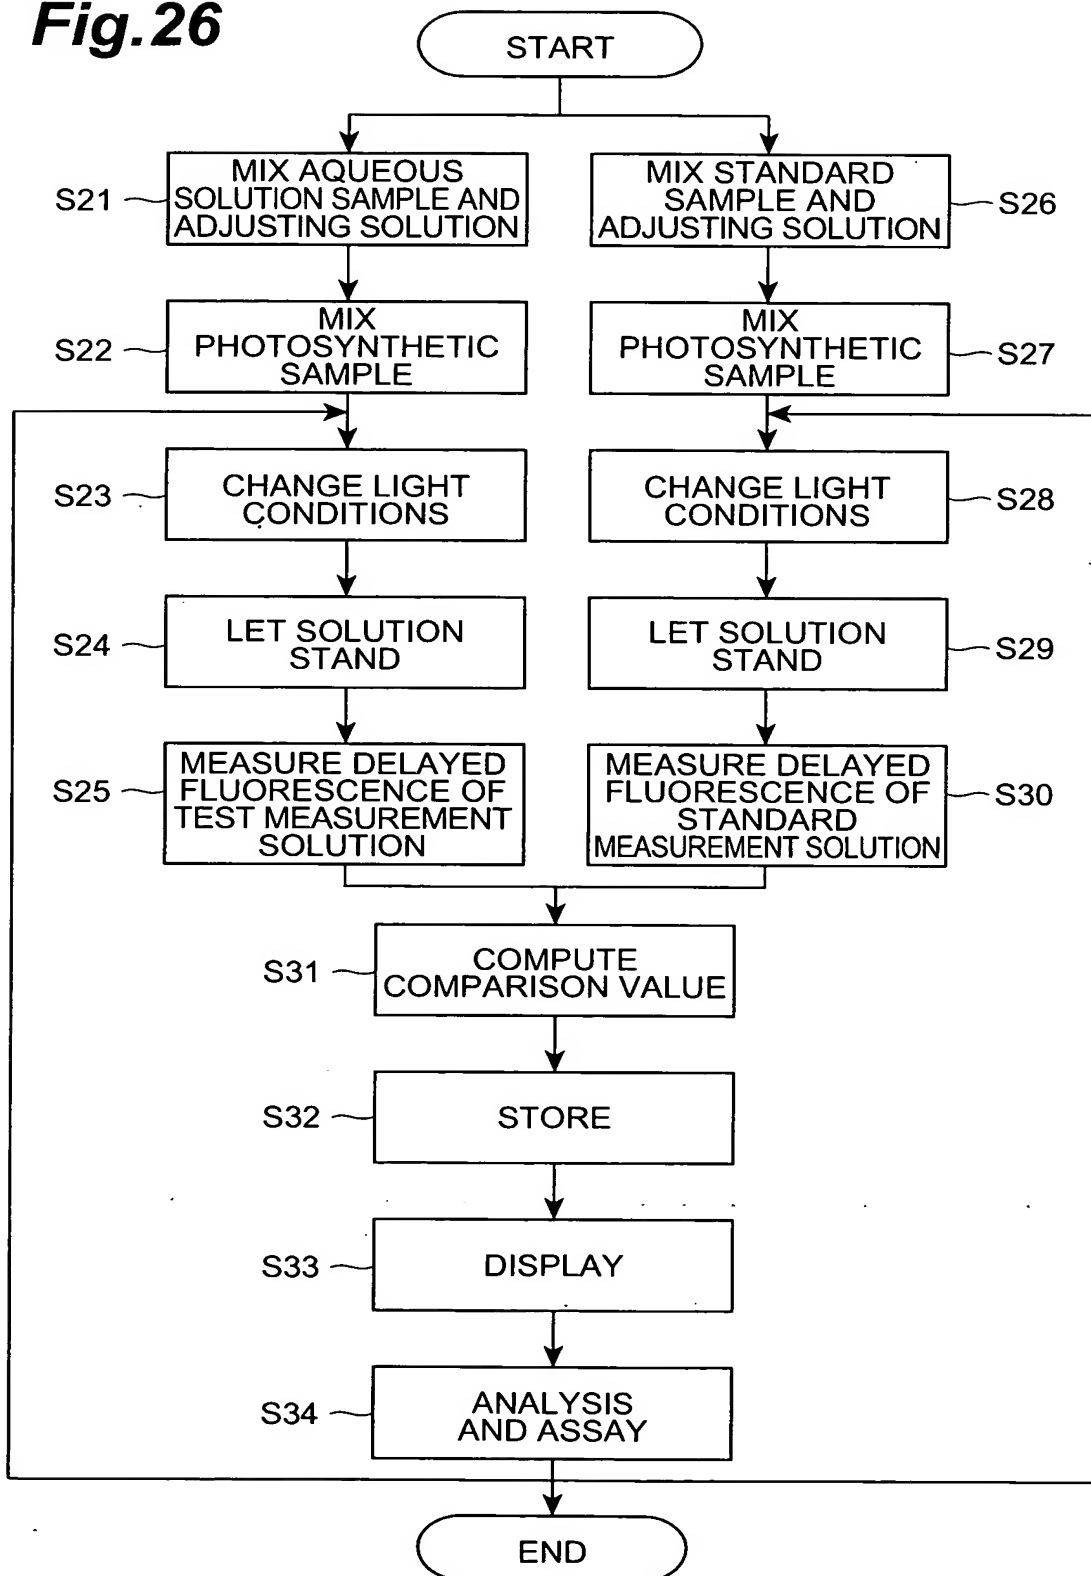 Fig.26
START
S21
MIX AQUEOUS
SOLUTION SAMPLE AND
ADJUSTING SOLUTION
MIX STANDARD
SAMPLE AND
ADJUSTING SOLUTION
S26
S22
MIX
PHOTOSYNTHETIC
SAMPLE
MIX
PHOTOSYNTHETIC
SAMPLE
S27
S23
CHANGE LIGHT
CONDITIONS
CHANGE LIGHT
CONDITIONS
S28
S24
LET SOLUTION
STAND
LET SOLUTION
STAND
S29
S25
MEASURE DELAYED
FLUORESCENCE OF
TEST MEASUREMENT
SOLUTION
MEASURE DELAYED
FLUORESCENCE OF
STANDARD
MEASUREMENT SOLUTION
S30
S31
COMPUTE
COMPARISON VALUE
S32
STORE
S33
DISPLAY
S34
ANALYSIS
AND ASSAY
END